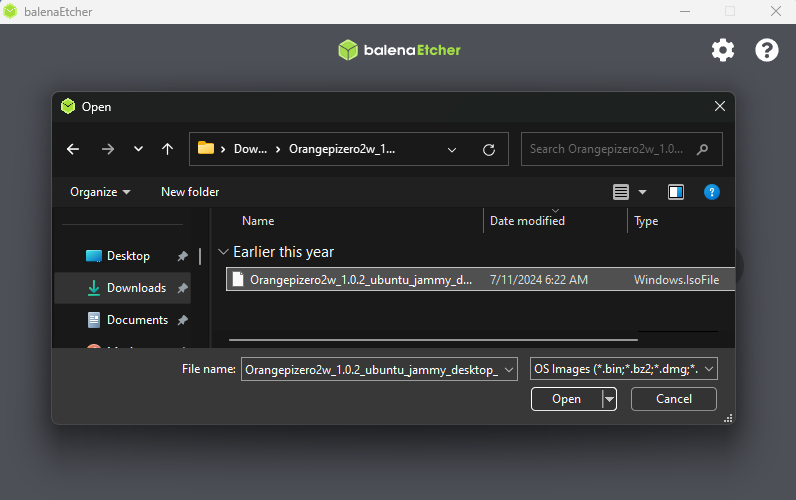 balenaEtcher
balenaEtcher
Open
Dow... Orangepizero2w_1....
Search Orangepizero2w_1.0...
Organize New folder
Name Date modified Type
Earlier this year
Desktop
Orangepizero2w_1.0.2_ubuntu_jammy_d... 7/11/2024 6:22 AM Windows.IsoFile
Downloads
Documents
File name: Orangepizero2w_1.0.2_ubuntu_jammy_desktop_ OS Images (*.bin;*.bz2;*.dmg;*.
Open Cancel